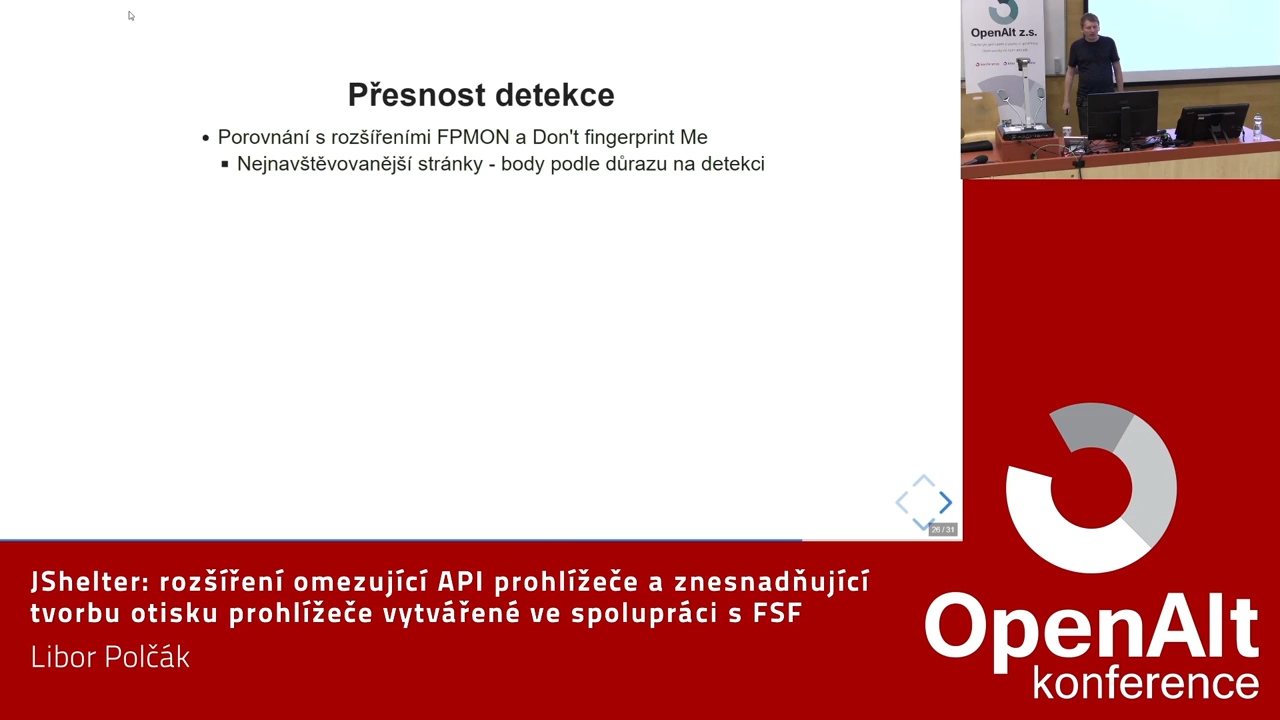 Přesnost detekce
Porovnání s rozšířeními FPMON a Don't fingerprint Me
Nejnavštěvovanější stránky - body podle důrazu na detekci
26 / 31
OpenAlt z.s.
JShelter: rozšíření omezující API prohlížeče a znesnadňující
tvorbu otisku prohlížeče vytvářené ve spolupráci s FSF
Libor Polčák
OpenAlt
konference